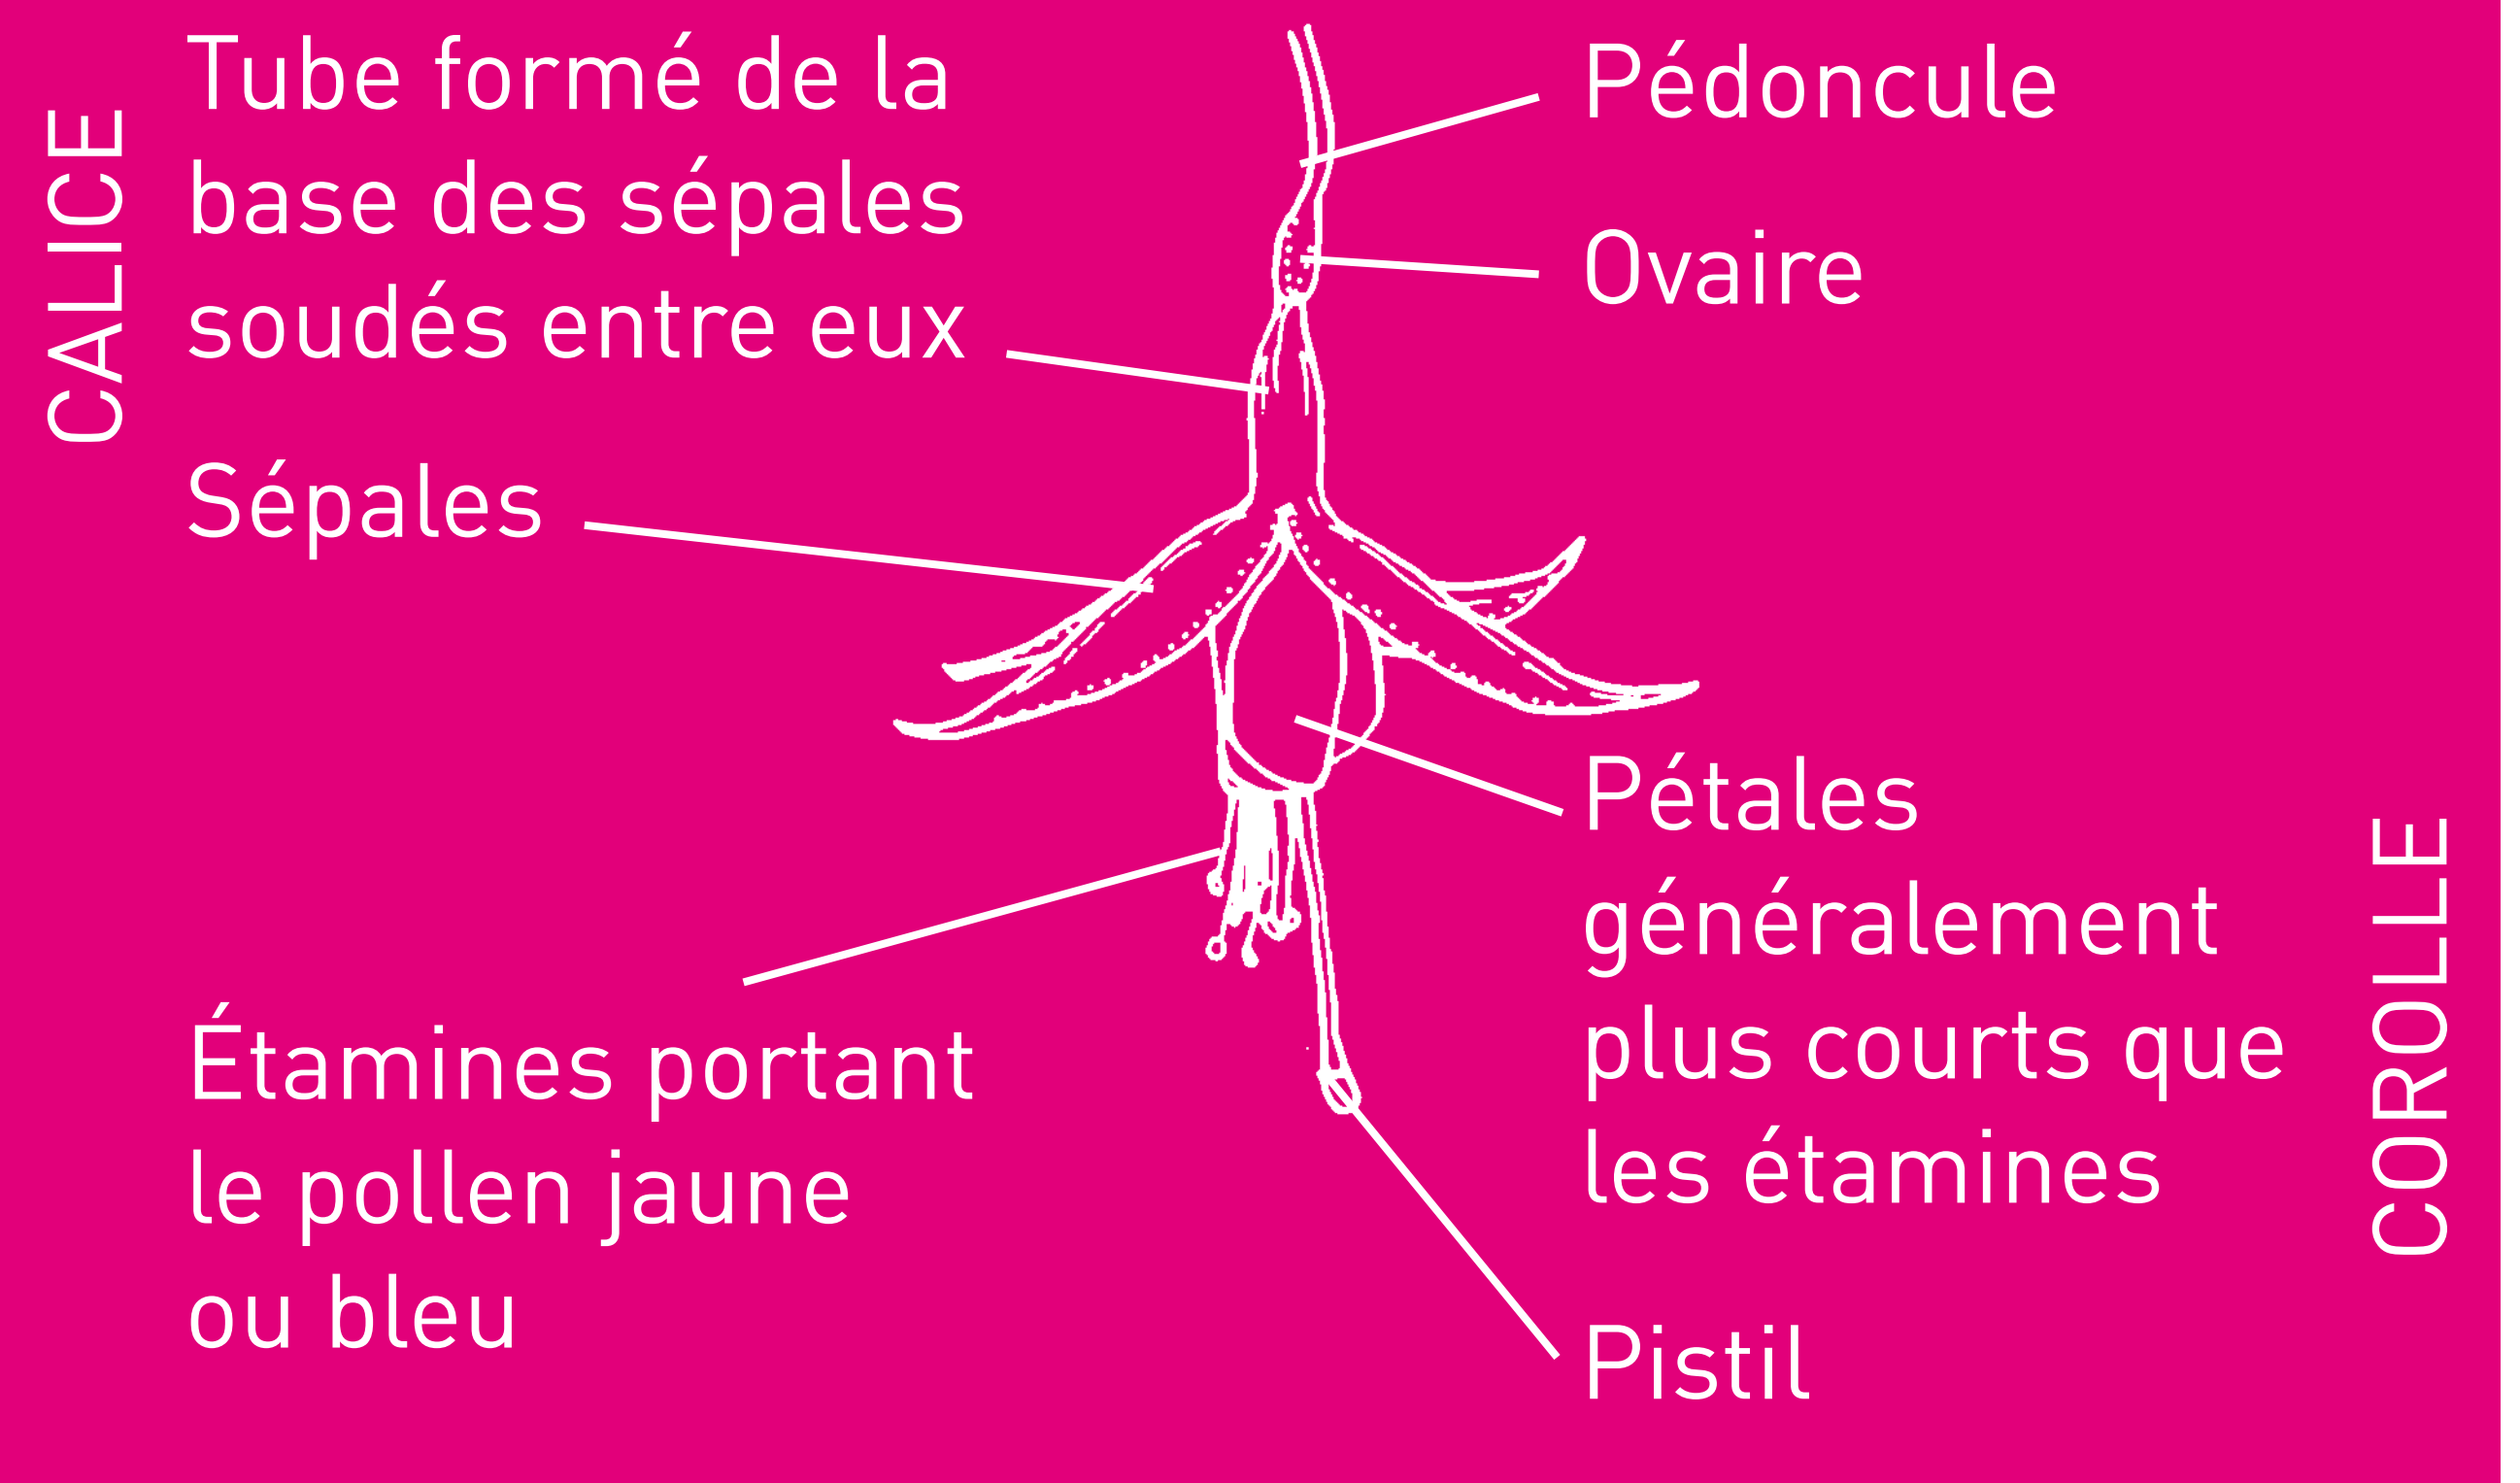 CALICE
Tube formé de la
base des sépales
soudés entre eux
Sépales
Étamines portant
le pollen jaune
ou bleu
Pédoncule
Ovaire
Pétales
généralement
plus courts que
les étamines
Pistil
COROLLE